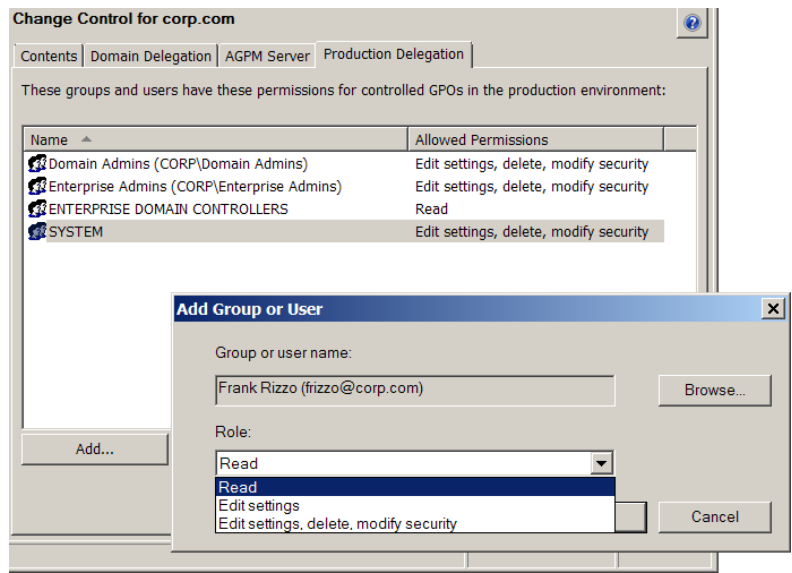 Change Control for corp.com
?
Contents Domain Delegation AGPM Server Production Delegation
These groups and users have these permissions for controlled GPOs in the production environment:
Name Allowed Permissions
Domain Admins (CORP\Domain Admins) Edit settings, delete, modify security
Enterprise Admins (CORP\Enterprise Admins) Edit settings, delete, modify security
ENTERPRISE DOMAIN CONTROLLERS Read
SYSTEM Edit settings, delete, modify security
Add Group or User
Group or user name:
Frank Rizzo (frizzo@corp.com) Browse...
Role:
Add... Read
Read
Edit settings
Edit settings, delete, modify security
Cancel